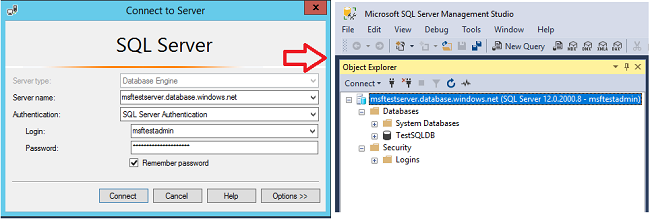 Connect to Server
SQL Server
Server type:
Database Engine
Server name:
msftestserver.database.windows.net
Authentication:
SQL Server Authentication
Login:
msftestadmin
Password:
********************
Remember password
Connect
Cancel
Help
Options >>
Microsoft SQL Server Management Studio
File Edit View Debug Tools Window Help
New Query
Object Explorer
Connect
msftestserver.database.windows.net (SQL Server 12.0.2000.8 - msftestadmin)
Databases
System Databases
TestSQLDB
Security
Logins